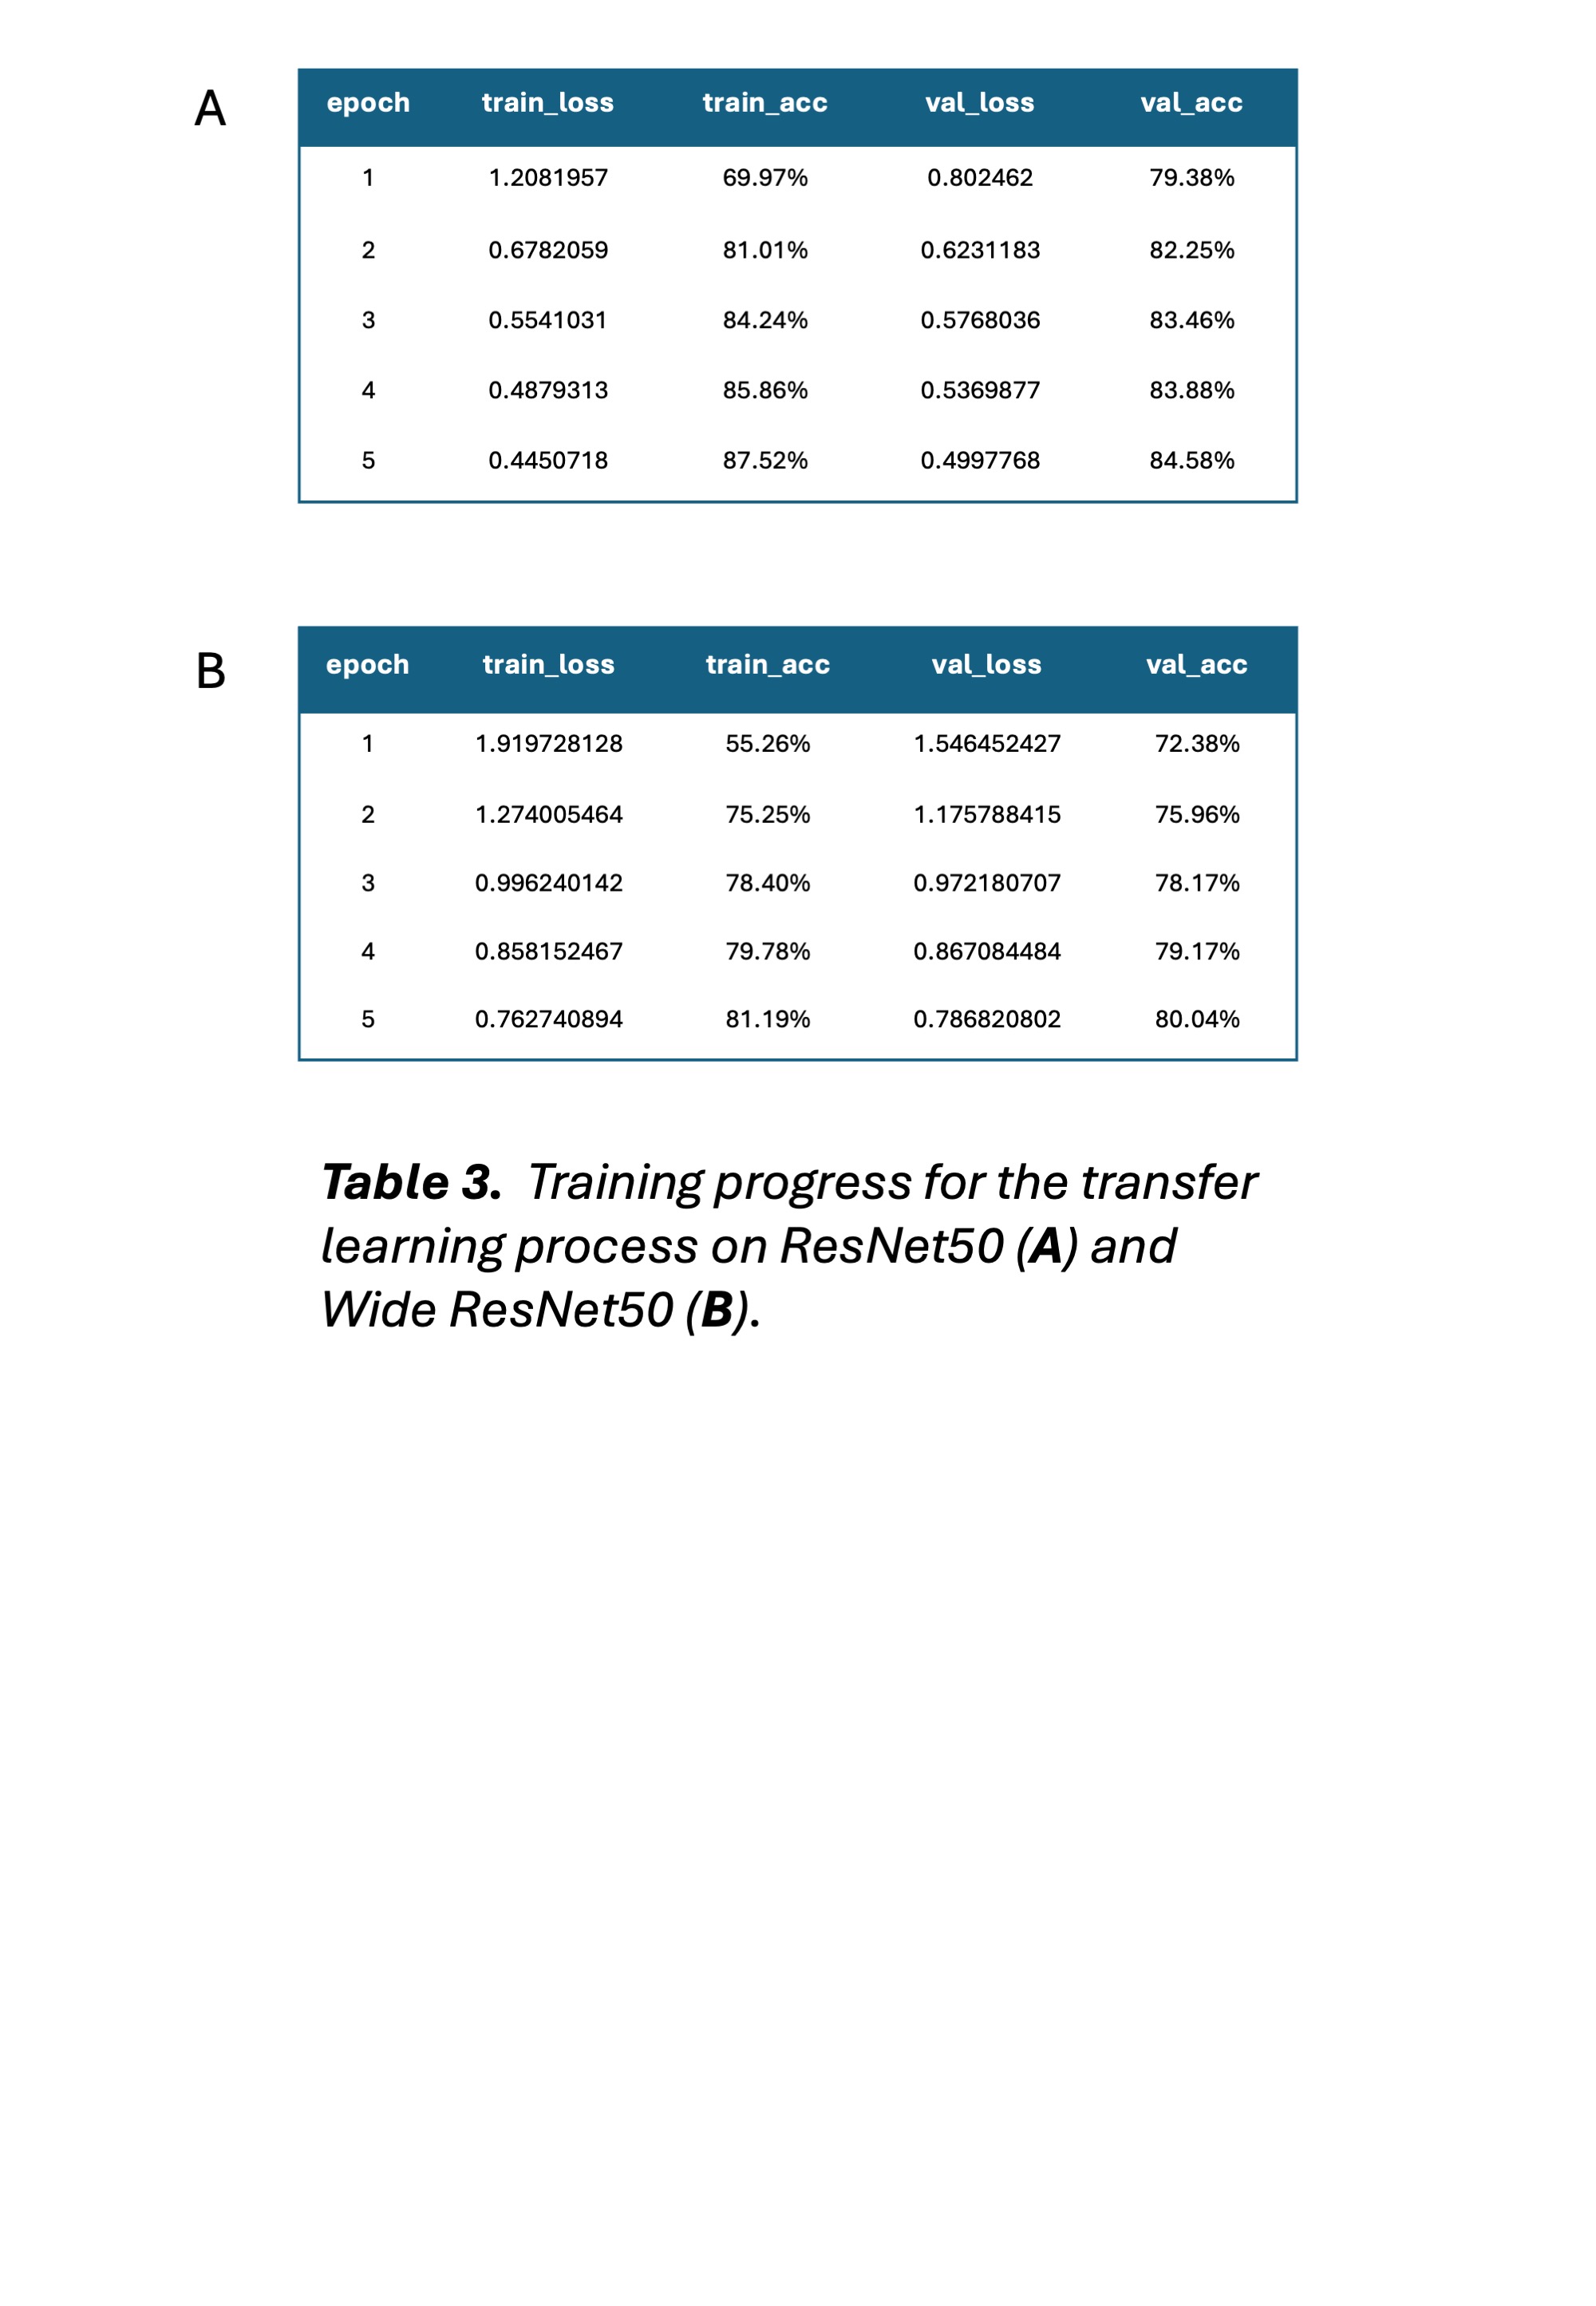 A
epoch train_loss train_acc val_loss val_acc
1 1.2081957 69.97% 0.802462 79.38%
2 0.6782059 81.01% 0.6231183 82.25%
3 0.5541031 84.24% 0.5768036 83.46%
4 0.4879313 85.86% 0.5369877 83.88%
5 0.4450718 87.52% 0.4997768 84.58%
B
epoch train_loss train_acc val_loss val_acc
1 1.919728128 55.26% 1.546452427 72.38%
2 1.274005464 75.25% 1.175788415 75.96%
3 0.996240142 78.40% 0.972180707 78.17%
4 0.858152467 79.78% 0.867084484 79.17%
5 0.762740894 81.19% 0.786820802 80.04%
Table 3. Training progress for the transfer
learning process on ResNet50 (A) and
Wide ResNet50 (B).